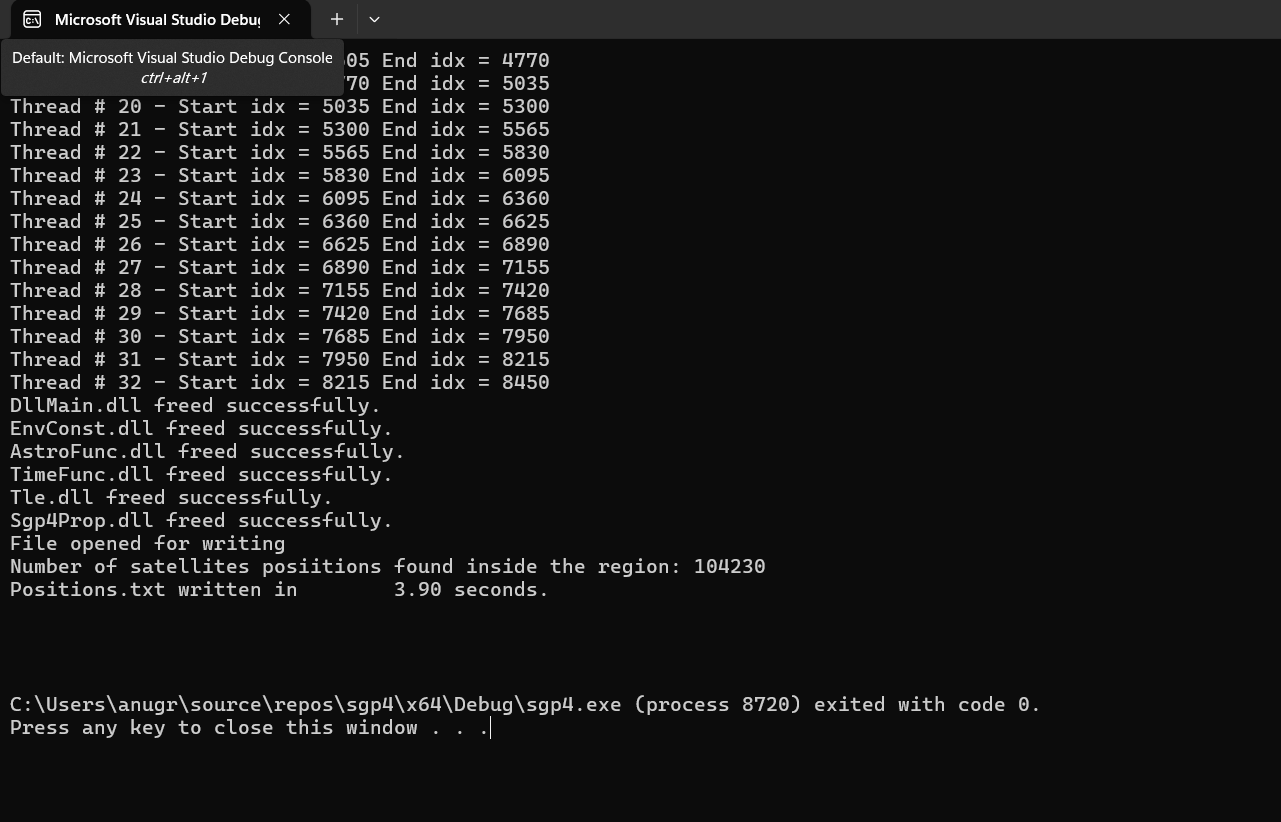 Microsoft Visual Studio Debug
Default: Microsoft Visual Studio Debug Console
ctrl+alt+1
End idx = 4770
End idx = 5035
Thread # 20 - Start idx = 5035 End idx = 5300
Thread # 21 - Start idx = 5300 End idx = 5565
Thread # 22 - Start idx = 5565 End idx = 5830
Thread # 23 - Start idx = 5830 End idx = 6095
Thread # 24 - Start idx = 6095 End idx = 6360
Thread # 25 - Start idx = 6360 End idx = 6625
Thread # 26 - Start idx = 6625 End idx = 6890
Thread # 27 - Start idx = 6890 End idx = 7155
Thread # 28 - Start idx = 7155 End idx = 7420
Thread # 29 - Start idx = 7420 End idx = 7685
Thread # 30 - Start idx = 7685 End idx = 7950
Thread # 31 - Start idx = 7950 End idx = 8215
Thread # 32 - Start idx = 8215 End idx = 8450
DllMain.dll freed successfully.
EnvConst.dll freed successfully.
AstroFunc.dll freed successfully.
TimeFunc.dll freed successfully.
Tle.dll freed successfully.
Sgp4Prop.dll freed successfully.
File opened for writing
Number of satellites posiitions found inside the region: 104230
Positions.txt written in 3.90 seconds.
C:\Users\anugr\source\repos\sgp4\x64\Debug\sgp4.exe (process 8720) exited with code 0.
Press any key to close this window . . .